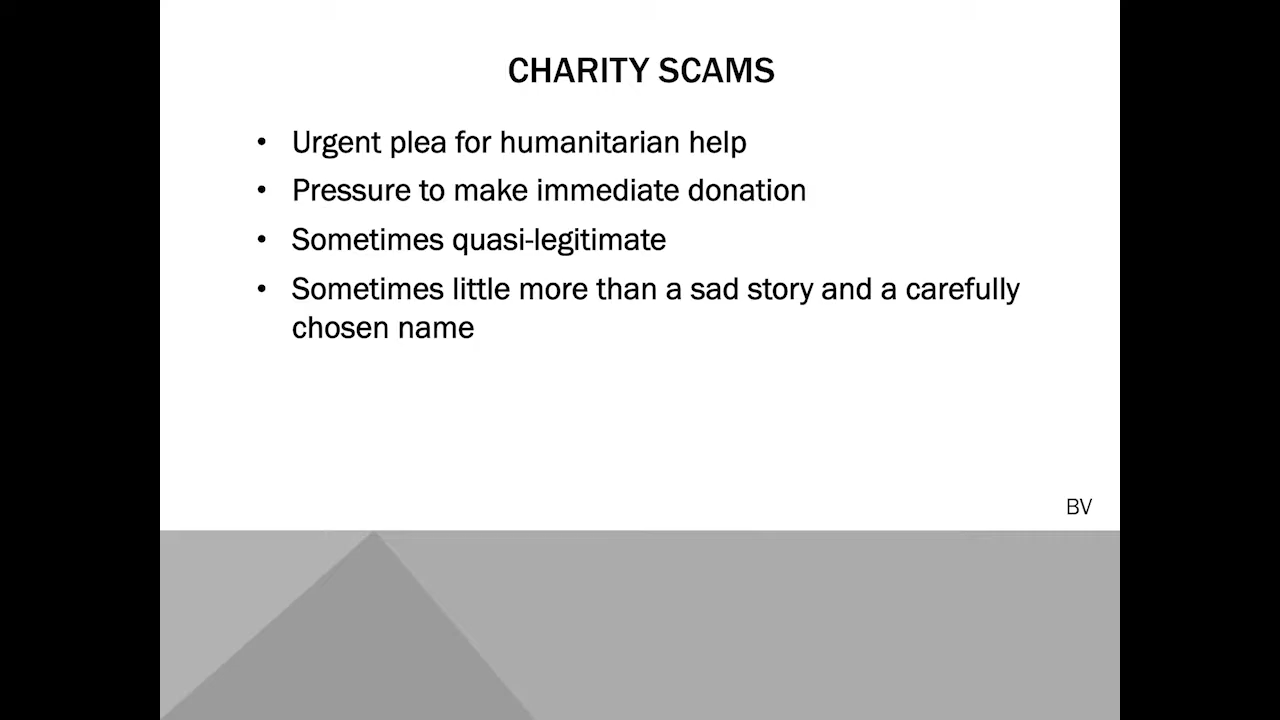 CHARITY SCAMS
• Urgent plea for humanitarian help
• Pressure to make immediate donation
• Sometimes quasi-legitimate
• Sometimes little more than a sad story and a carefully
chosen name
BV